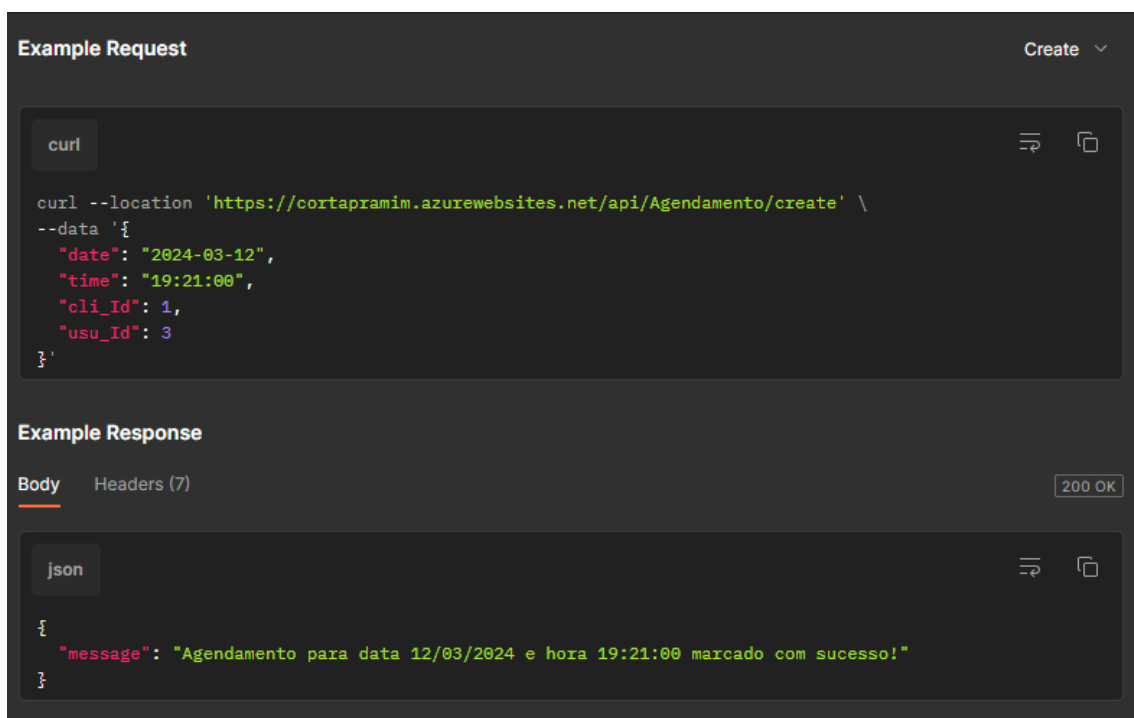 Example Request
Create
curl
curl --location 'https://cortapramim.azurewebsites.net/api/Agendamento/create' \
--data '{
  "date": "2024-03-12",
  "time": "19:21:00",
  "cli_Id": 1,
  "usu_Id": 3
}'
Example Response
Body Headers (7)
200 OK
json
{
  "message": "Agendamento para data 12/03/2024 e hora 19:21:00 marcado com sucesso!"
}